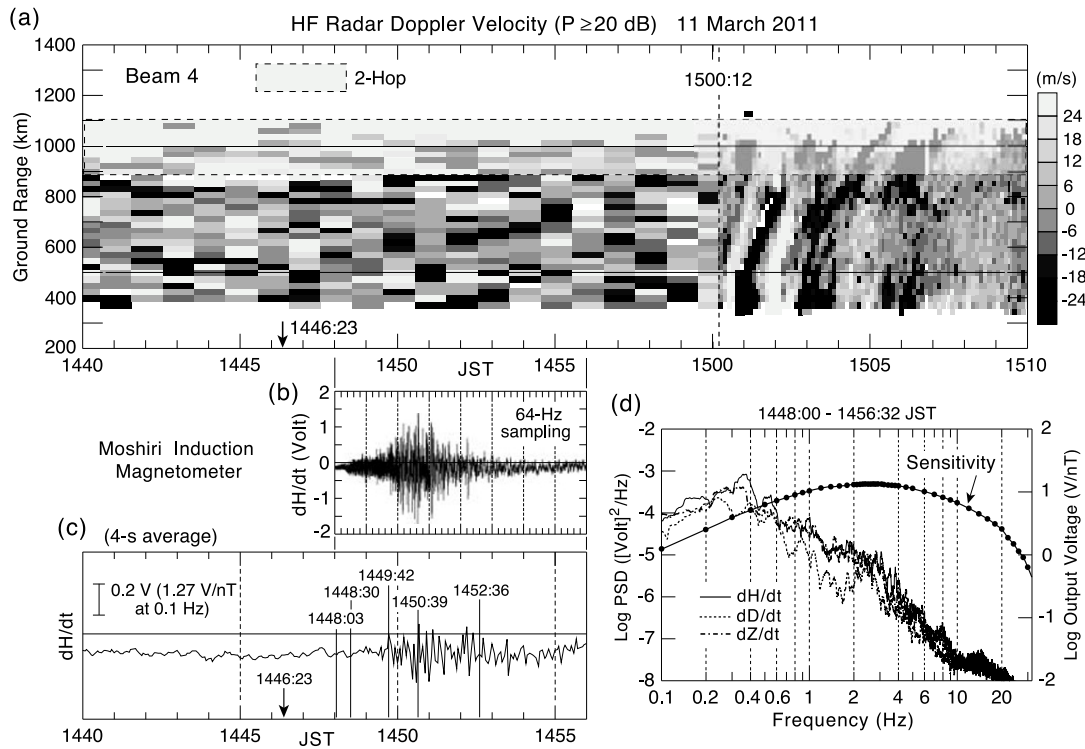 (a)
HF Radar Doppler Velocity (P ≥20 dB) 11 March 2011
1400
1200
1000
800
600
400
200
Ground Range (km)
Beam 4
2-Hop
1500:12
(m/s)
24
18
12
6
0
-6
-12
-18
-24
1446:23
1440
1445
1450
1455
1500
1505
1510
JST
(b)
Moshiri Induction
Magnetometer
2
1
0
-1
-2
dH/dt (Volt)
64-Hz
sampling
(c)
(4-s average)
0.2 V (1.27 V/nT
at 0.1 Hz)
1449:42
1448:30
1450:39
1452:36
1448:03
dH/dt
1446:23
1440
1445
1450
1455
JST
(d)
1448:00 - 1456:32 JST
-2
-3
-4
-5
-6
-7
-8
Log PSD ([Volt]²/Hz)
2
1
0
-1
-2
Log Output Voltage (V/nT)
Sensitivity
dH/dt
dD/dt
dZ/dt
0.1
0.2
0.4
0.6
1
2
4
6
10
20
Frequency (Hz)